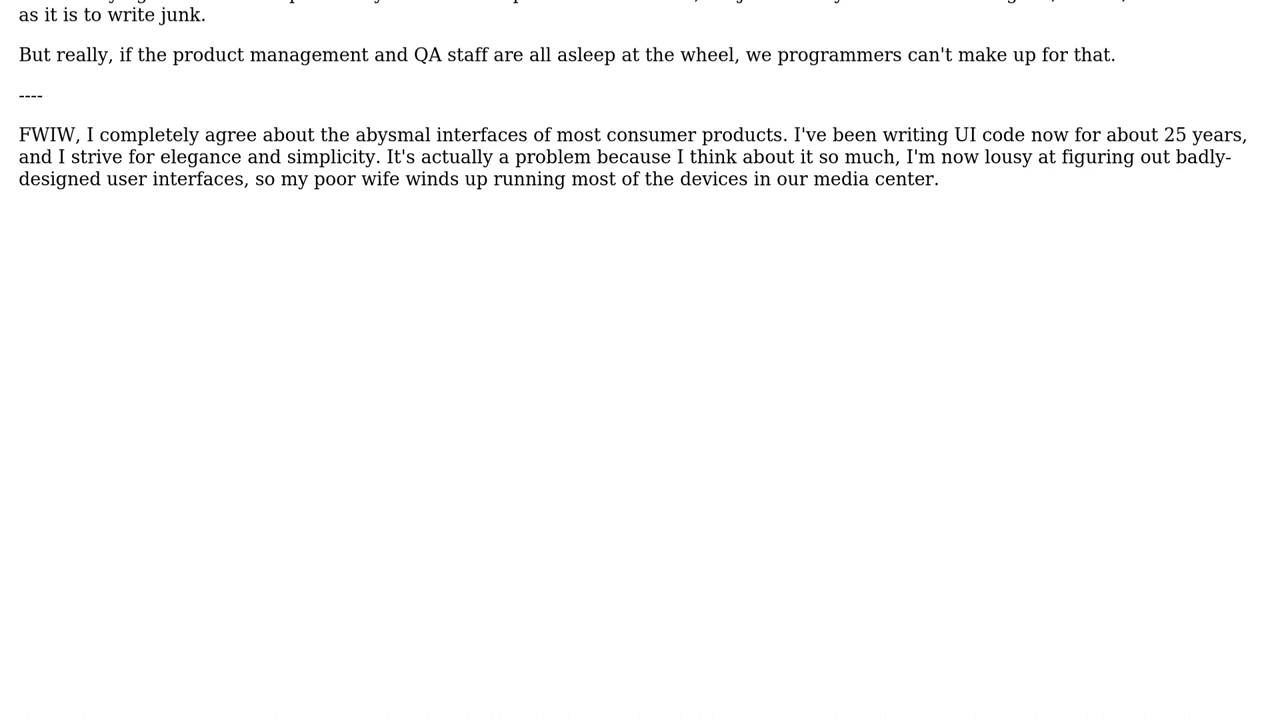 as it is to write junk.
But really, if the product management and QA staff are all asleep at the wheel, we programmers can't make up for that.
----
FWIW, I completely agree about the abysmal interfaces of most consumer products. I've been writing UI code now for about 25 years,
and I strive for elegance and simplicity. It's actually a problem because I think about it so much, I'm now lousy at figuring out badly-
designed user interfaces, so my poor wife winds up running most of the devices in our media center.